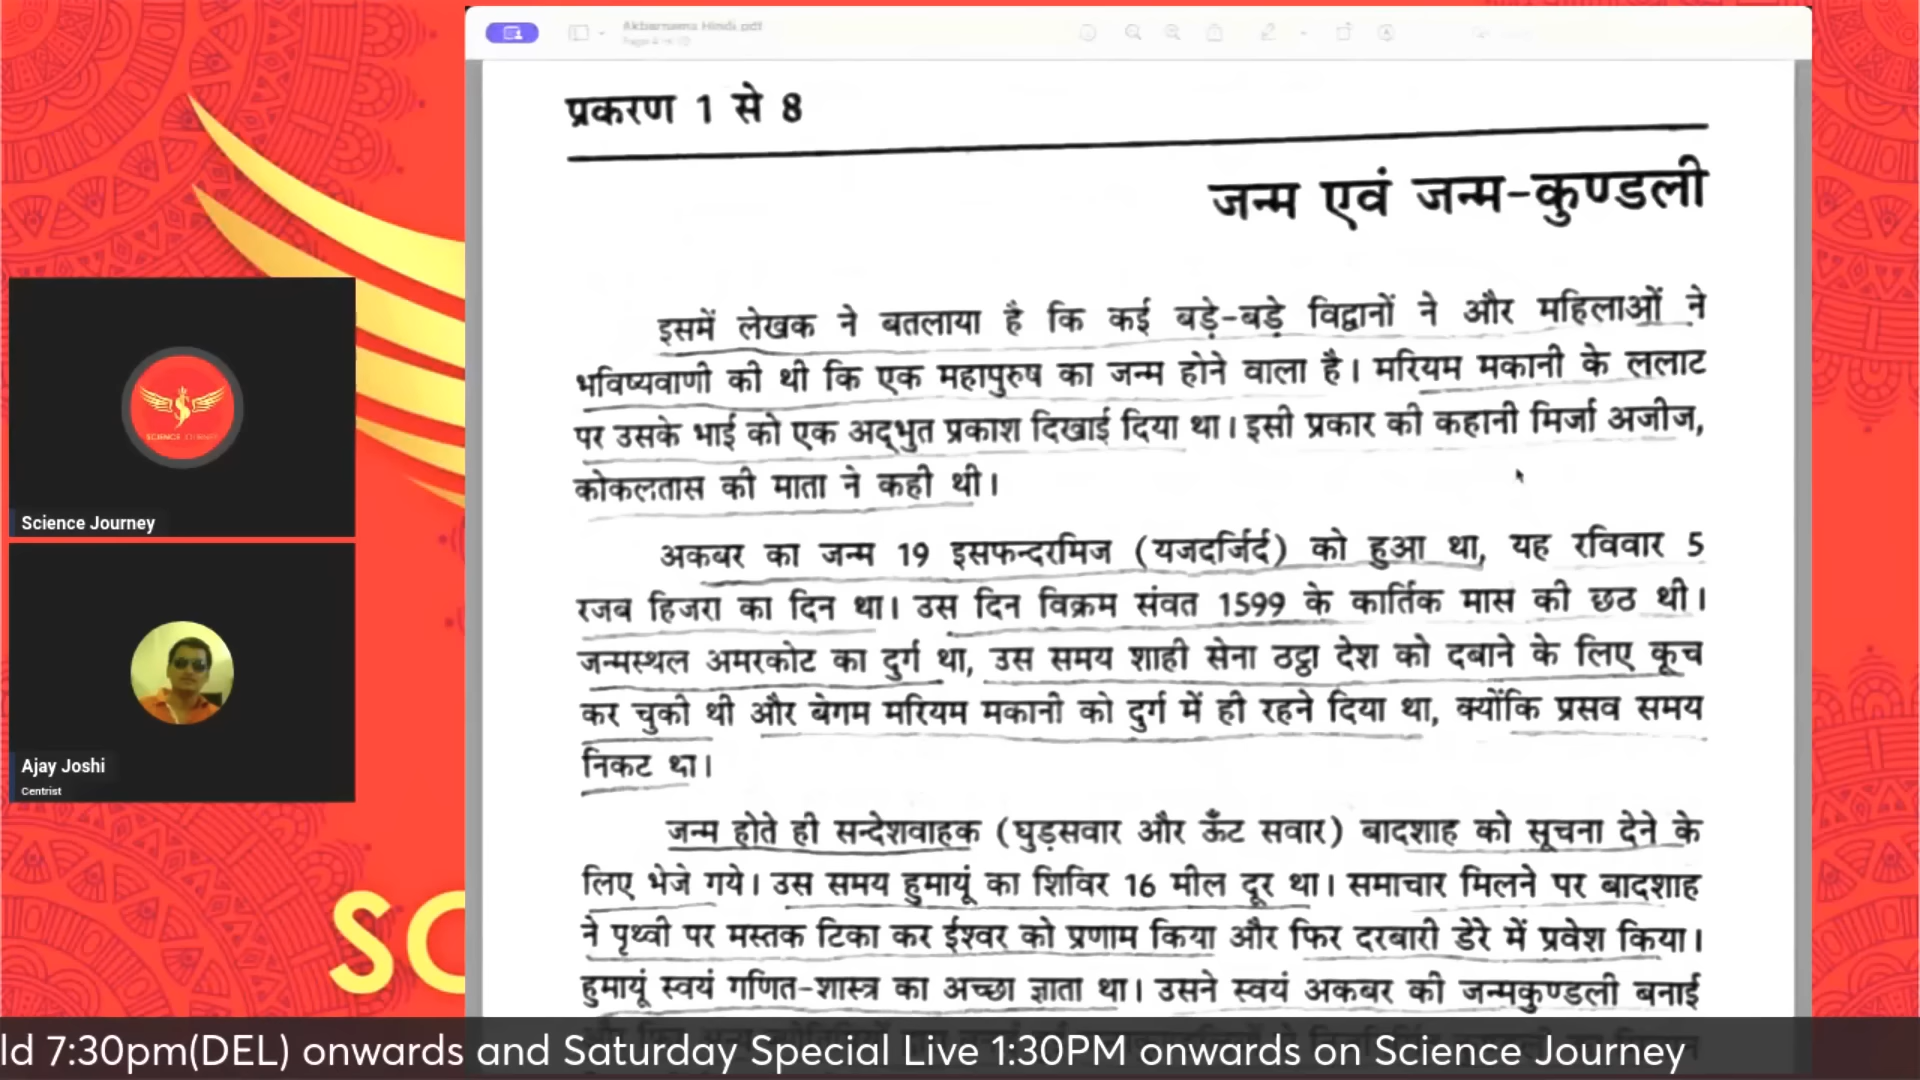 Akbarnama Hindi.pdf
प्रकरण 1 से 8
जन्म एवं जन्म-कुण्डली
इसमें लेखक ने बतलाया है कि कई बड़े-बड़े विद्वानों ने और महिलाओं ने
भविष्यवाणी की थी कि एक महापुरुष का जन्म होने वाला है। मरियम मकानी के ललाट
पर उसके भाई को एक अद्भुत प्रकाश दिखाई दिया था। इसी प्रकार की कहानी मिर्जा अजीज,
कोकलतास की माता ने कही थी।
अकबर का जन्म 19 इसफन्दरमिज (यजदर्जिर्द) को हुआ था, यह रविवार 5
रजब हिजरा का दिन था। उस दिन विक्रम संवत 1599 के कार्तिक मास की छठ थी।
जन्मस्थल अमरकोट का दुर्ग था, उस समय शाही सेना ठट्ठा देश को दबाने के लिए कूच
कर चुकी थी और बेगम मरियम मकानी को दुर्ग में ही रहने दिया था, क्योंकि प्रसव समय
निकट था।
जन्म होते ही सन्देशवाहक (घुड़सवार और ऊँट सवार) बादशाह को सूचना देने के
लिए भेजे गये। उस समय हुमायूं का शिविर 16 मील दूर था। समाचार मिलने पर बादशाह
ने पृथ्वी पर मस्तक टिका कर ईश्वर को प्रणाम किया और फिर दरबारी डेरे में प्रवेश किया।
हुमायूं स्वयं गणित-शास्त्र का अच्छा ज्ञाता था। उसने स्वयं अकबर की जन्मकुण्डली बनाई
SCIENCE JOURNEY
Science Journey
Ajay Joshi
Centrist
SC
ld 7:30pm(DEL) onwards and Saturday Special Live 1:30PM onwards on Science Journey